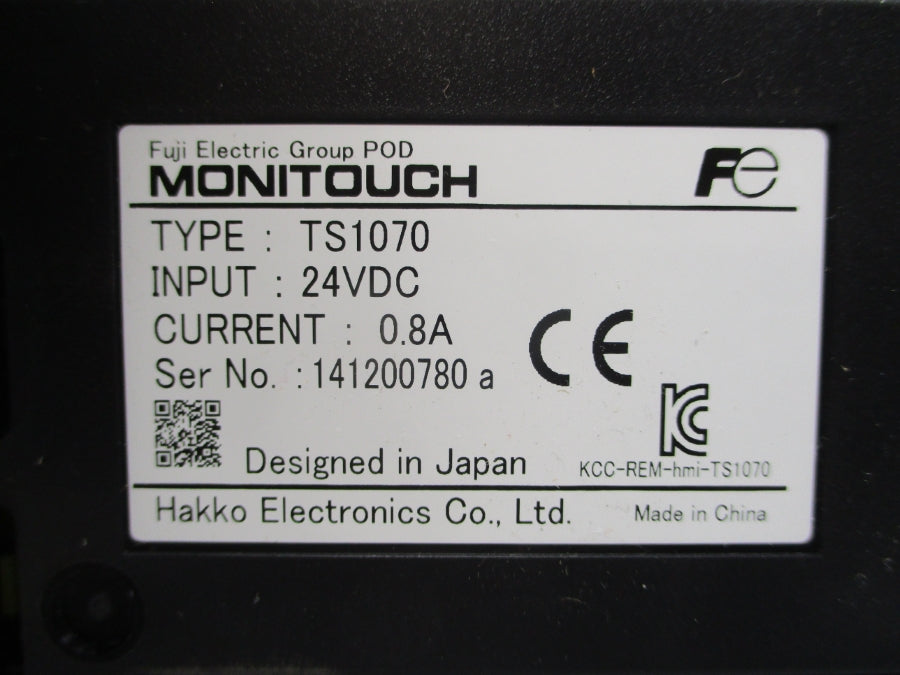 Fuji Electric Group POD
MONITOUCH
Fe
TYPE : TS1070
INPUT : 24VDC
CURRENT : 0.8A
Ser No. : 141200780 a
CE
KC
Designed in Japan
KCC-REM-hmi-TS1070
Hakko Electronics Co., Ltd.
Made in China